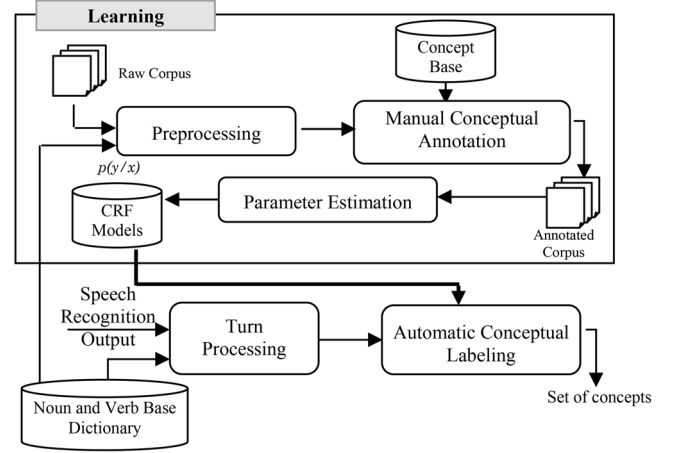 Learning
Raw Corpus
Concept
Base
Preprocessing
Manual Conceptual
Annotation
p(y/x)
CRF
Models
Parameter Estimation
Annotated
Corpus
Speech
Recognition
Output
Turn
Processing
Automatic Conceptual
Labeling
Set of concepts
Noun and Verb Base
Dictionary